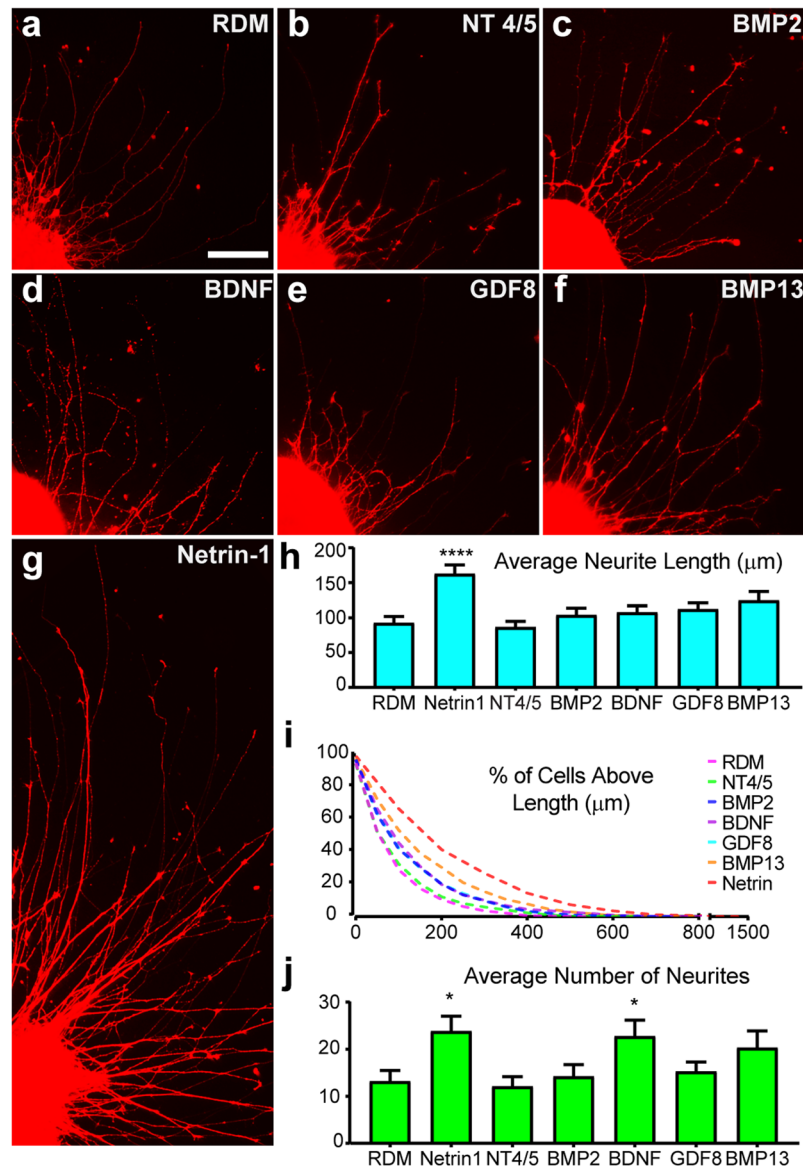 a RDM
b NT 4/5
c BMP2
d BDNF
e GDF8
f BMP13
g Netrin-1
h
Average Neurite Length (μm)
200
150
100
50
0
RDM Netrin1 NT4/5 BMP2 BDNF GDF8 BMP13
****
i
% of Cells Above
Length (μm)
100
80
60
40
20
0
0 200 400 600 800 1500
RDM
NT4/5
BMP2
BDNF
GDF8
BMP13
Netrin
j
Average Number of Neurites
30
20
10
0
* *
RDM Netrin1 NT4/5 BMP2 BDNF GDF8 BMP13